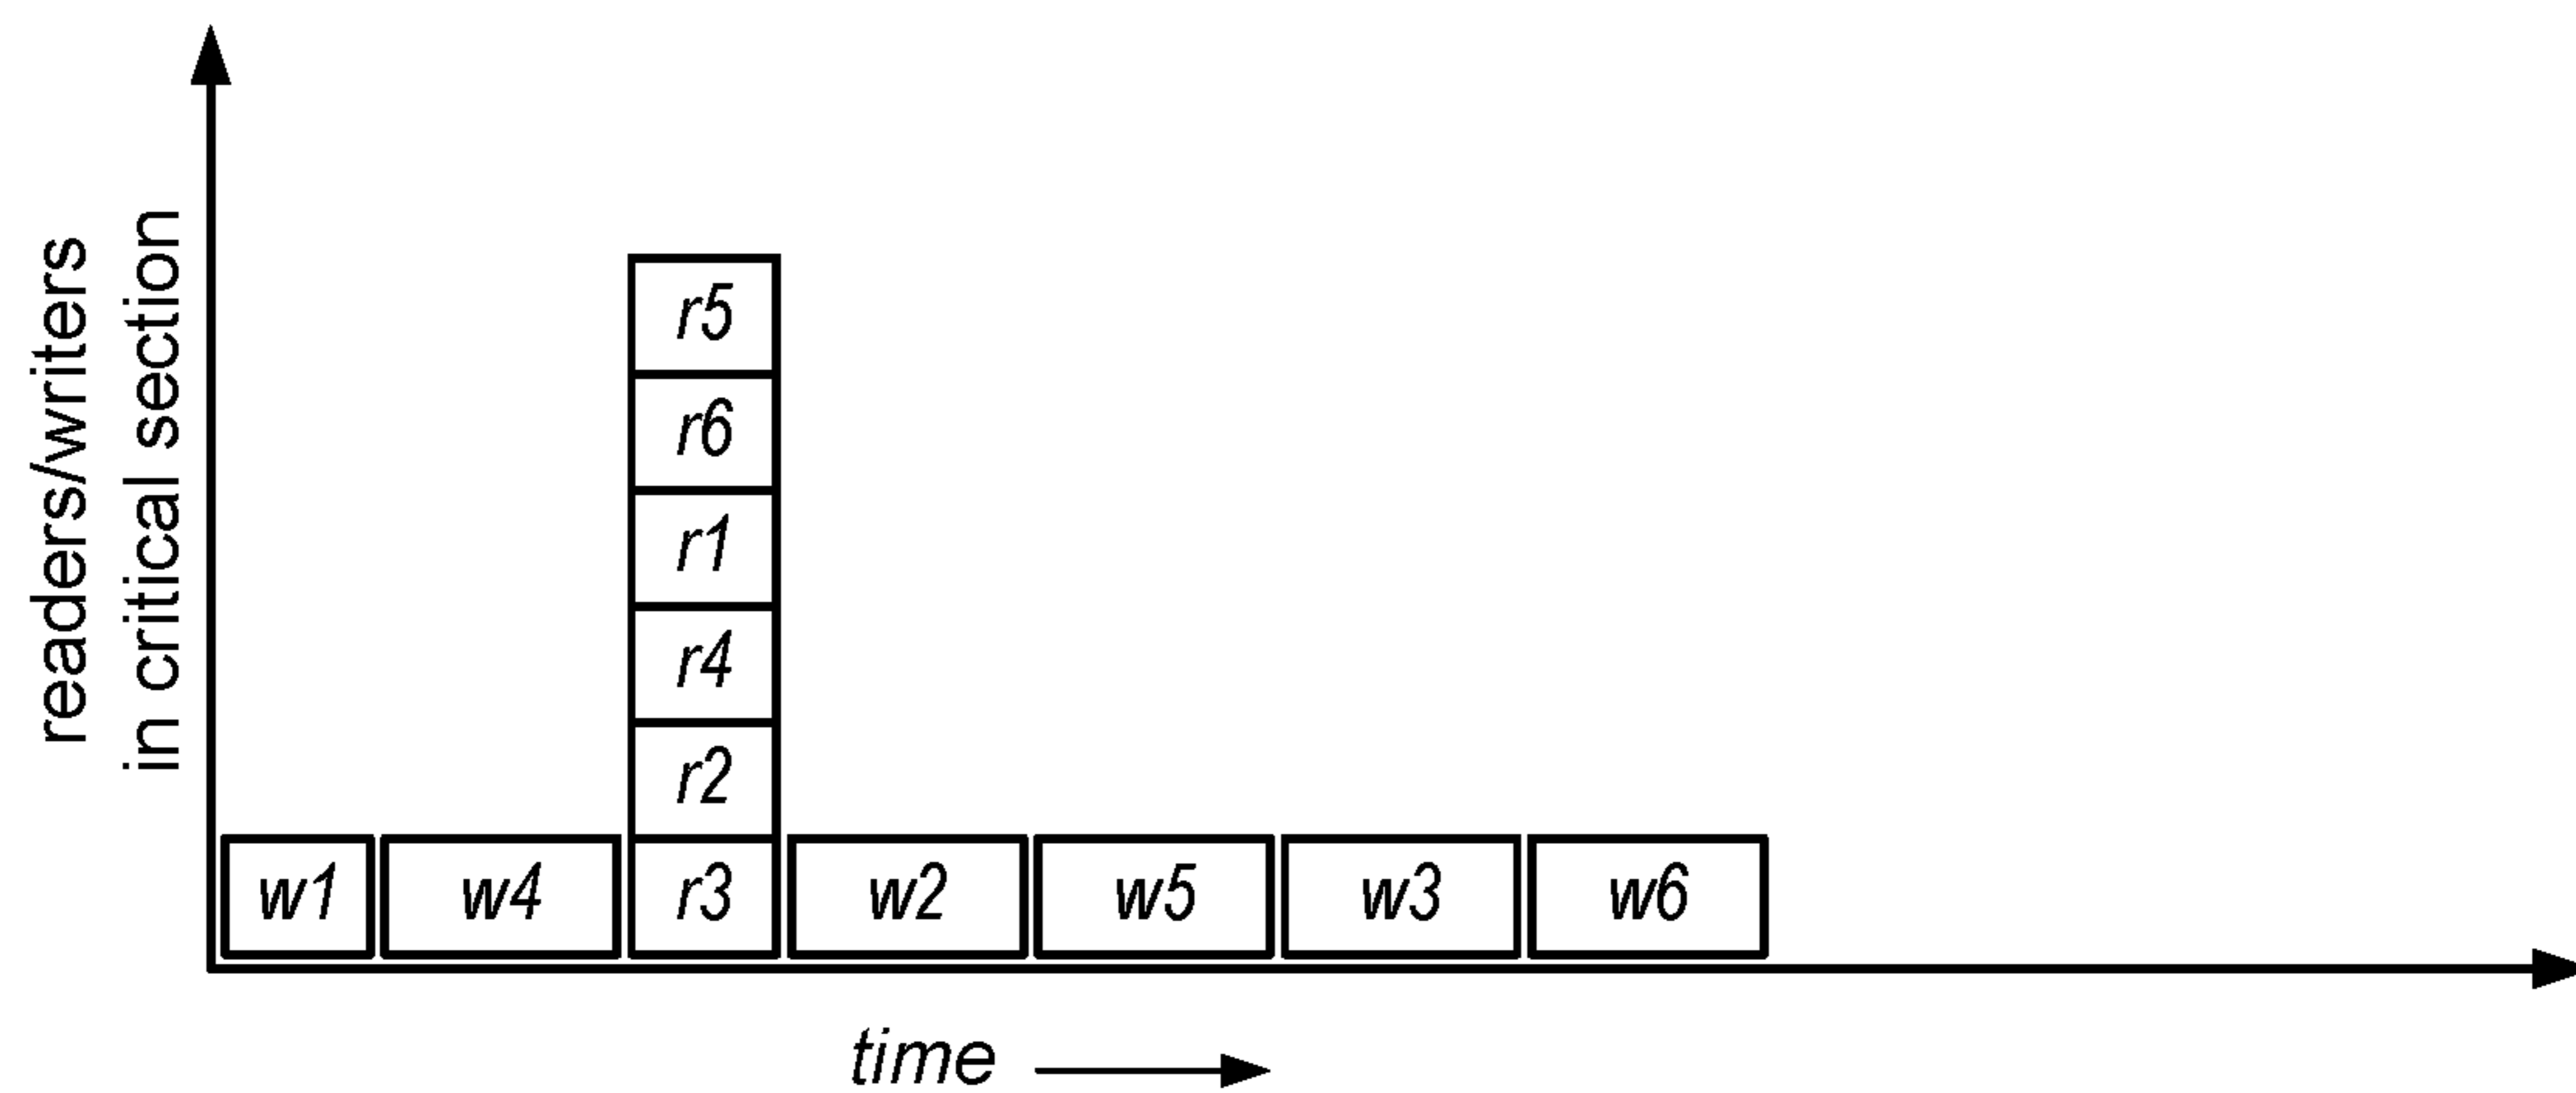 readers/writers
in critical section
r5
r6
r1
r4
r2
w1 w4 r3 w2 w5 w3 w6
time